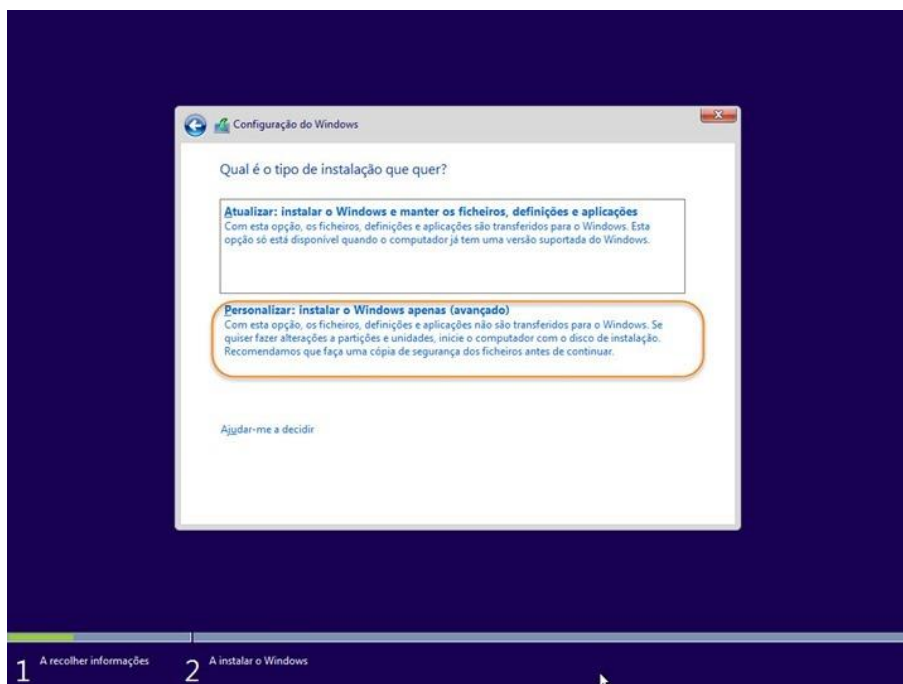 Configuração do Windows
Qual é o tipo de instalação que quer?
Atualizar: instalar o Windows e manter os ficheiros, definições e aplicações
Com esta opção, os ficheiros, definições e aplicações são transferidos para o Windows. Esta
opção só está disponível quando o computador já tem uma versão suportada do Windows.
Personalizar: instalar o Windows apenas (avançado)
Com esta opção, os ficheiros, definições e aplicações não são transferidos para o Windows. Se
quiser fazer alterações a partições e unidades, inicie o computador com o disco de instalação.
Recomendamos que faça uma cópia de segurança dos ficheiros antes de continuar.
Ajudar-me a decidir
1 A recolher informações 2 A instalar o Windows